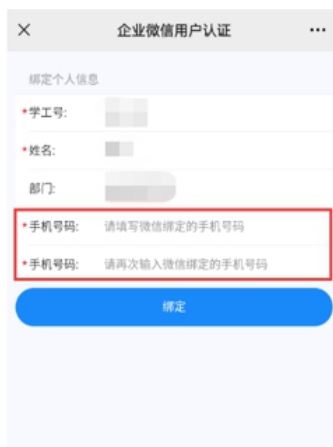 企业微信用户认证
绑定个人信息
*学工号:
*姓名:
部门:
*手机号码: 请填写微信绑定的手机号码
*手机号码: 请再次输入微信绑定的手机号码
绑定